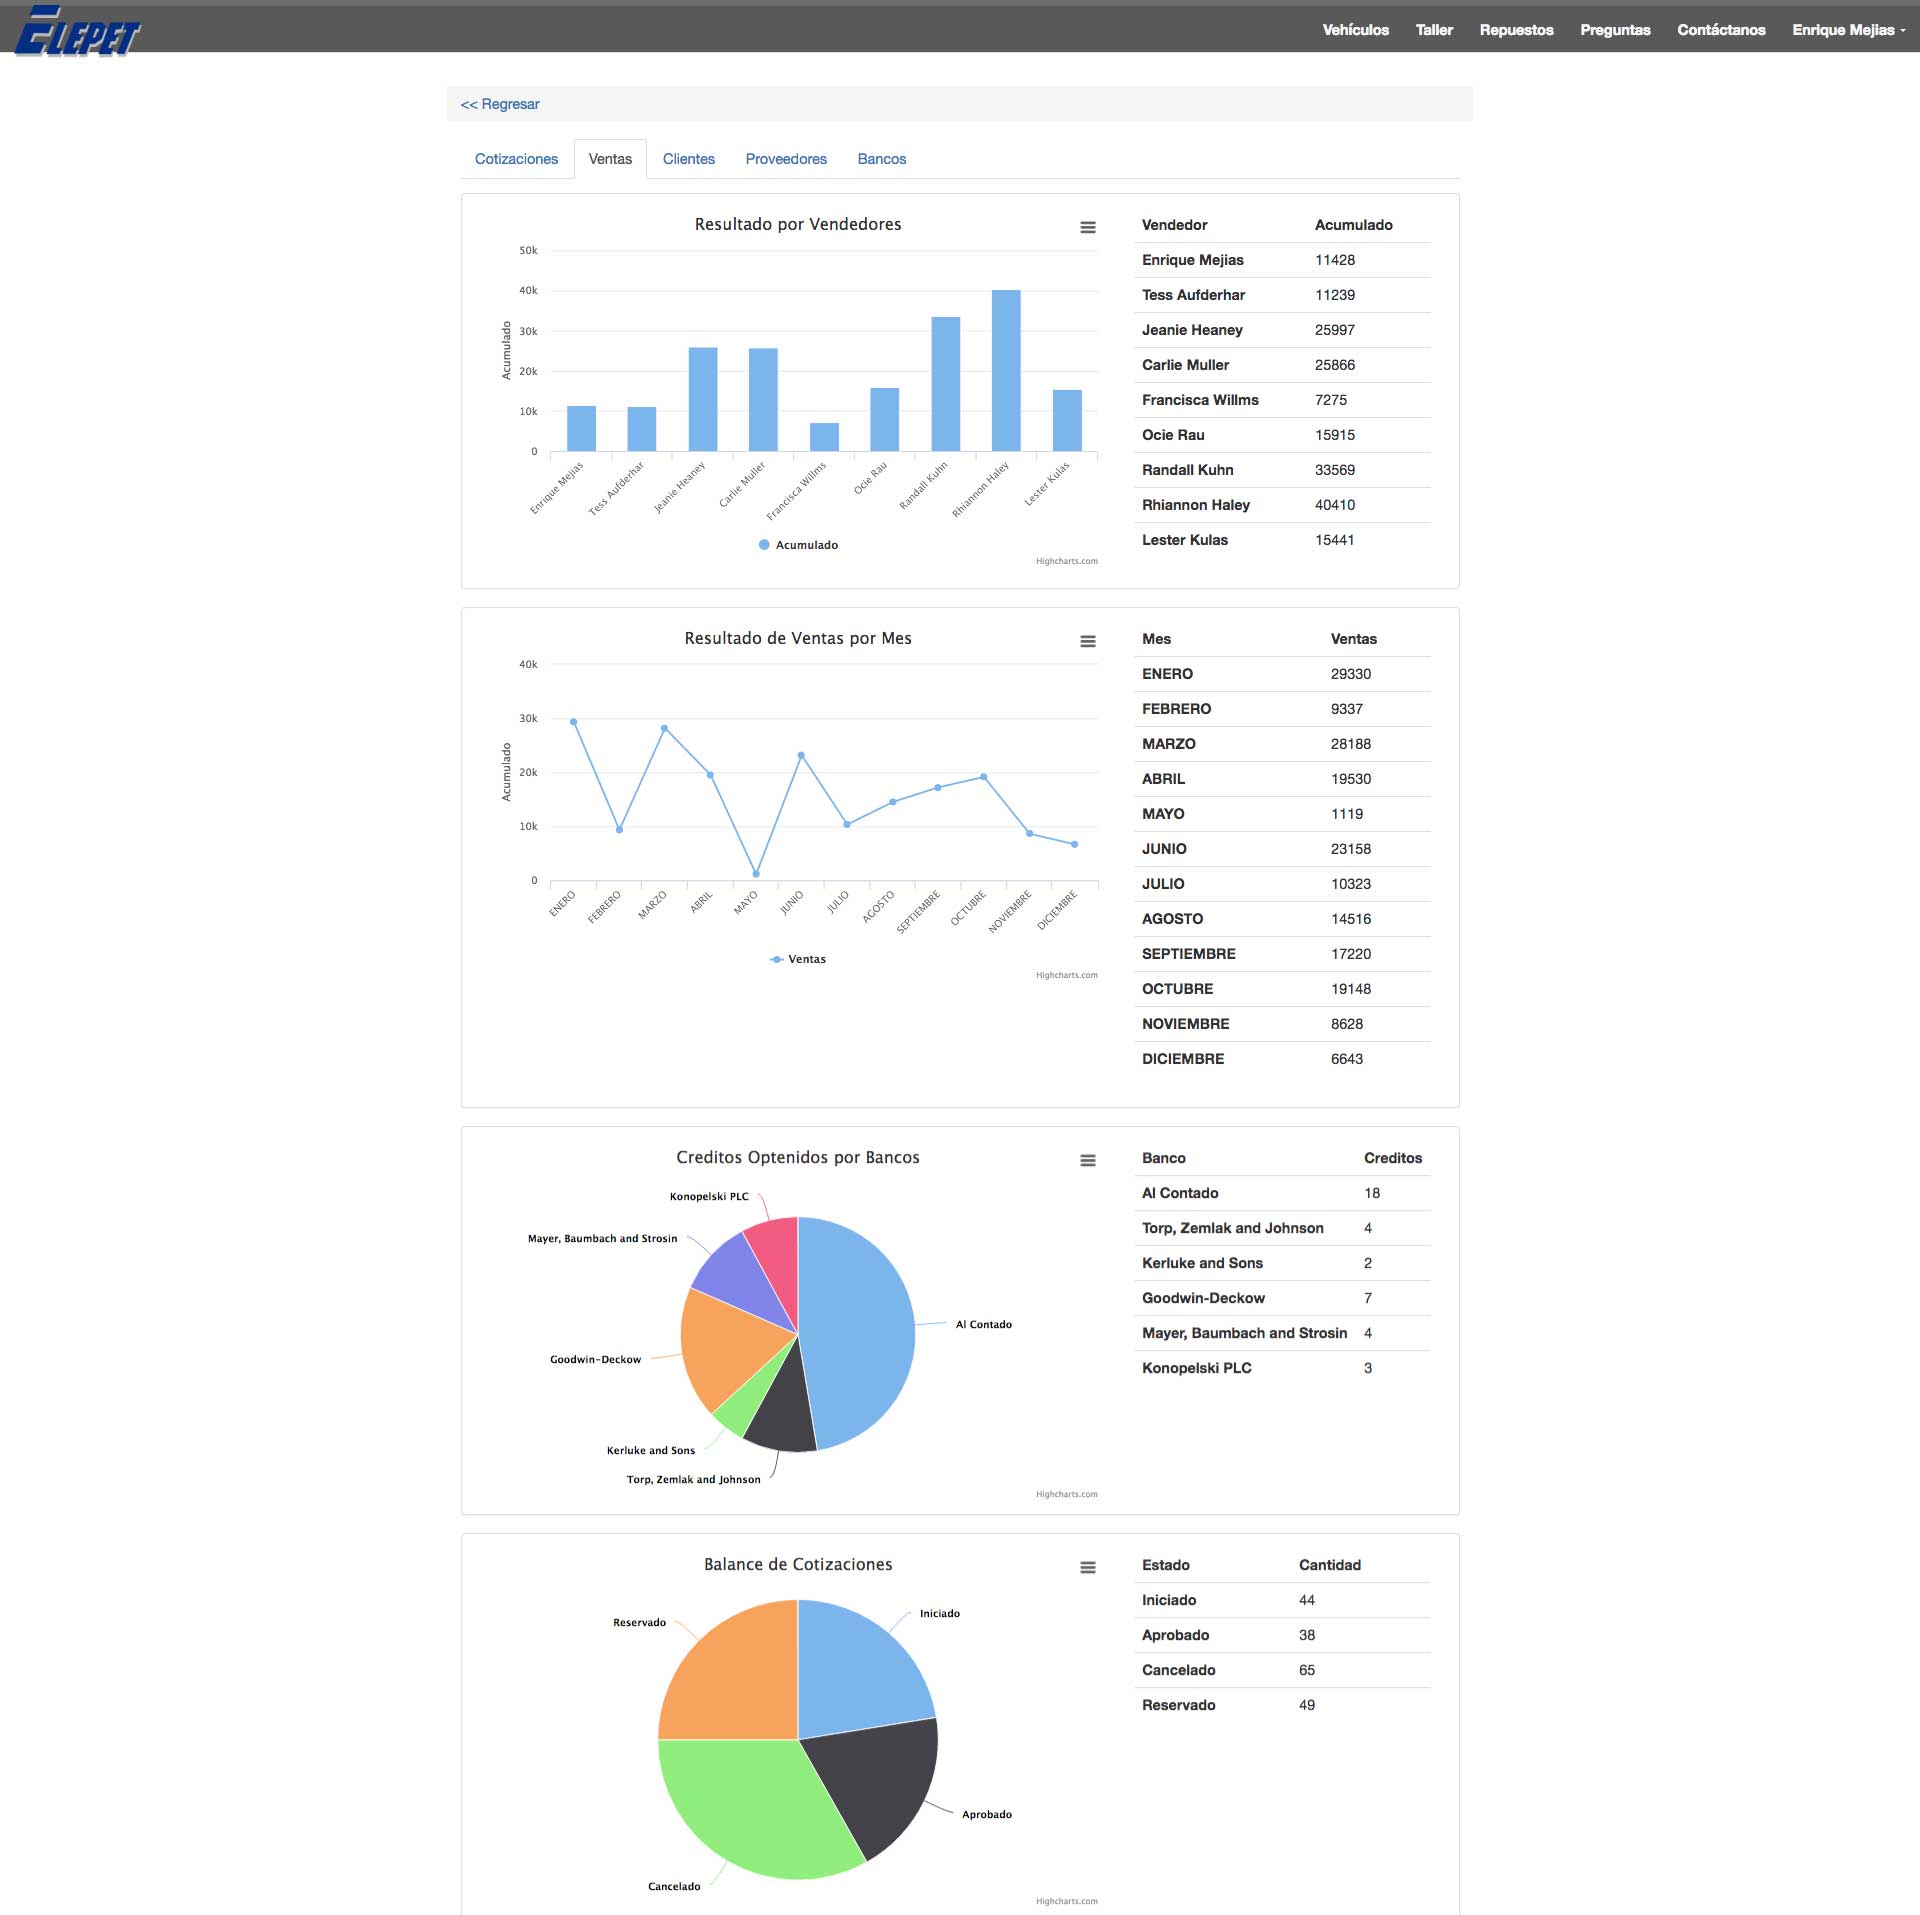 ELEPET
Vehículos Taller Repuestos Preguntas Contáctanos Enrique Mejias
<< Regresar
Cotizaciones Ventas Clientes Proveedores Bancos
Resultado por Vendedores
Acumulado
50k
40k
30k
20k
10k
0
Enrique Mejias
Tess Aufderhar
Jeanie Heaney
Carlie Muller
Francisca Willms
Ocie Rau
Randall Kuhn
Rhiannon Haley
Lester Kulas
Acumulado
Highcharts.com
Vendedor Acumulado
Enrique Mejias 11428
Tess Aufderhar 11239
Jeanie Heaney 25997
Carlie Muller 25866
Francisca Willms 7275
Ocie Rau 15915
Randall Kuhn 33569
Rhiannon Haley 40410
Lester Kulas 15441
Resultado de Ventas por Mes
Acumulado
40k
30k
20k
10k
0
ENERO
FEBRERO
MARZO
ABRIL
MAYO
JUNIO
JULIO
AGOSTO
SEPTIEMBRE
OCTUBRE
NOVIEMBRE
DICIEMBRE
Ventas
Highcharts.com
Mes Ventas
ENERO 29330
FEBRERO 9337
MARZO 28188
ABRIL 19530
MAYO 1119
JUNIO 23158
JULIO 10323
AGOSTO 14516
SEPTIEMBRE 17220
OCTUBRE 19148
NOVIEMBRE 8628
DICIEMBRE 6643
Creditos Optenidos por Bancos
Konopelski PLC
Mayer, Baumbach and Strosin
Al Contado
Goodwin-Deckow
Kerluke and Sons
Torp, Zemlak and Johnson
Highcharts.com
Banco Creditos
Al Contado 18
Torp, Zemlak and Johnson 4
Kerluke and Sons 2
Goodwin-Deckow 7
Mayer, Baumbach and Strosin 4
Konopelski PLC 3
Balance de Cotizaciones
Iniciado
Reservado
Aprobado
Cancelado
Highcharts.com
Estado Cantidad
Iniciado 44
Aprobado 38
Cancelado 65
Reservado 49